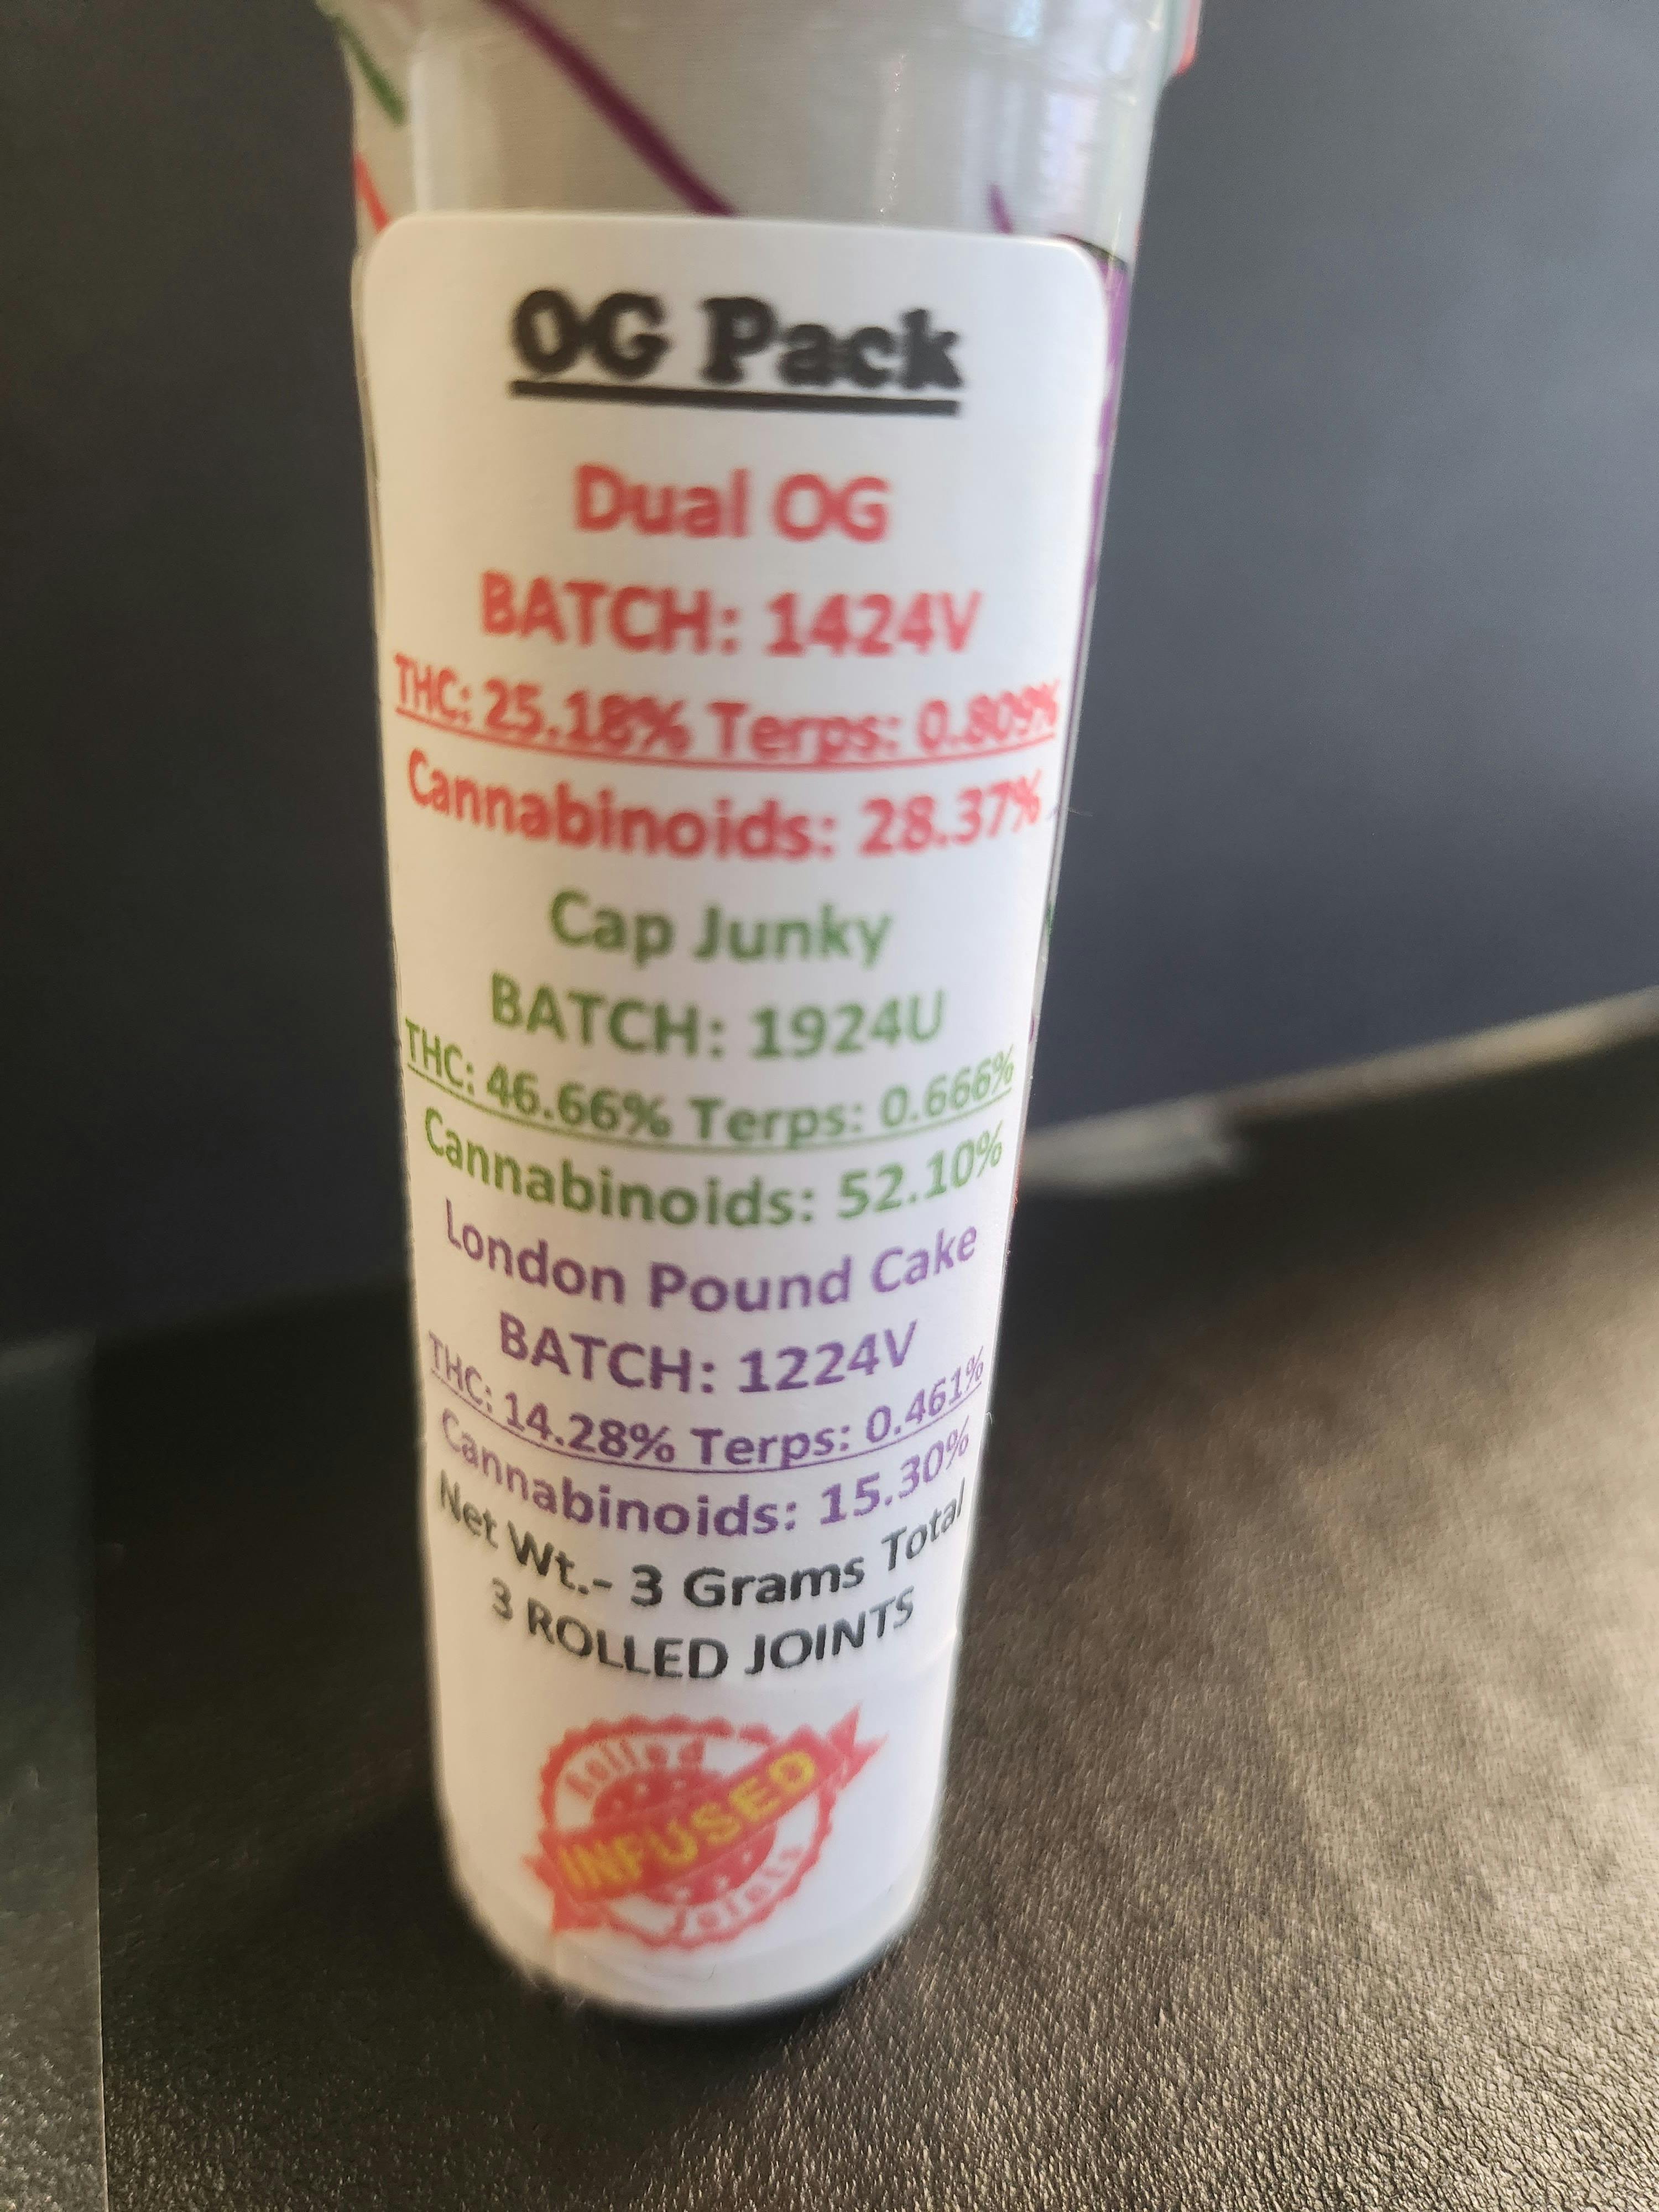 OG Pack
Dual OG
BATCH: 1424V
THC: 25.18% Terps: 0.809%
Cannabinoids: 28.37%
Cap Junky
BATCH: 1924U
THC: 46.66% Terps: 0.666%
Cannabinoids: 52.10%
London Pound Cake
BATCH: 1224V
THC: 14.28% Terps: 0.461%
Cannabinoids: 15.30%
Net Wt.- 3 Grams Total
3 ROLLED JOINTS
Rolled
INFUSED
Joints